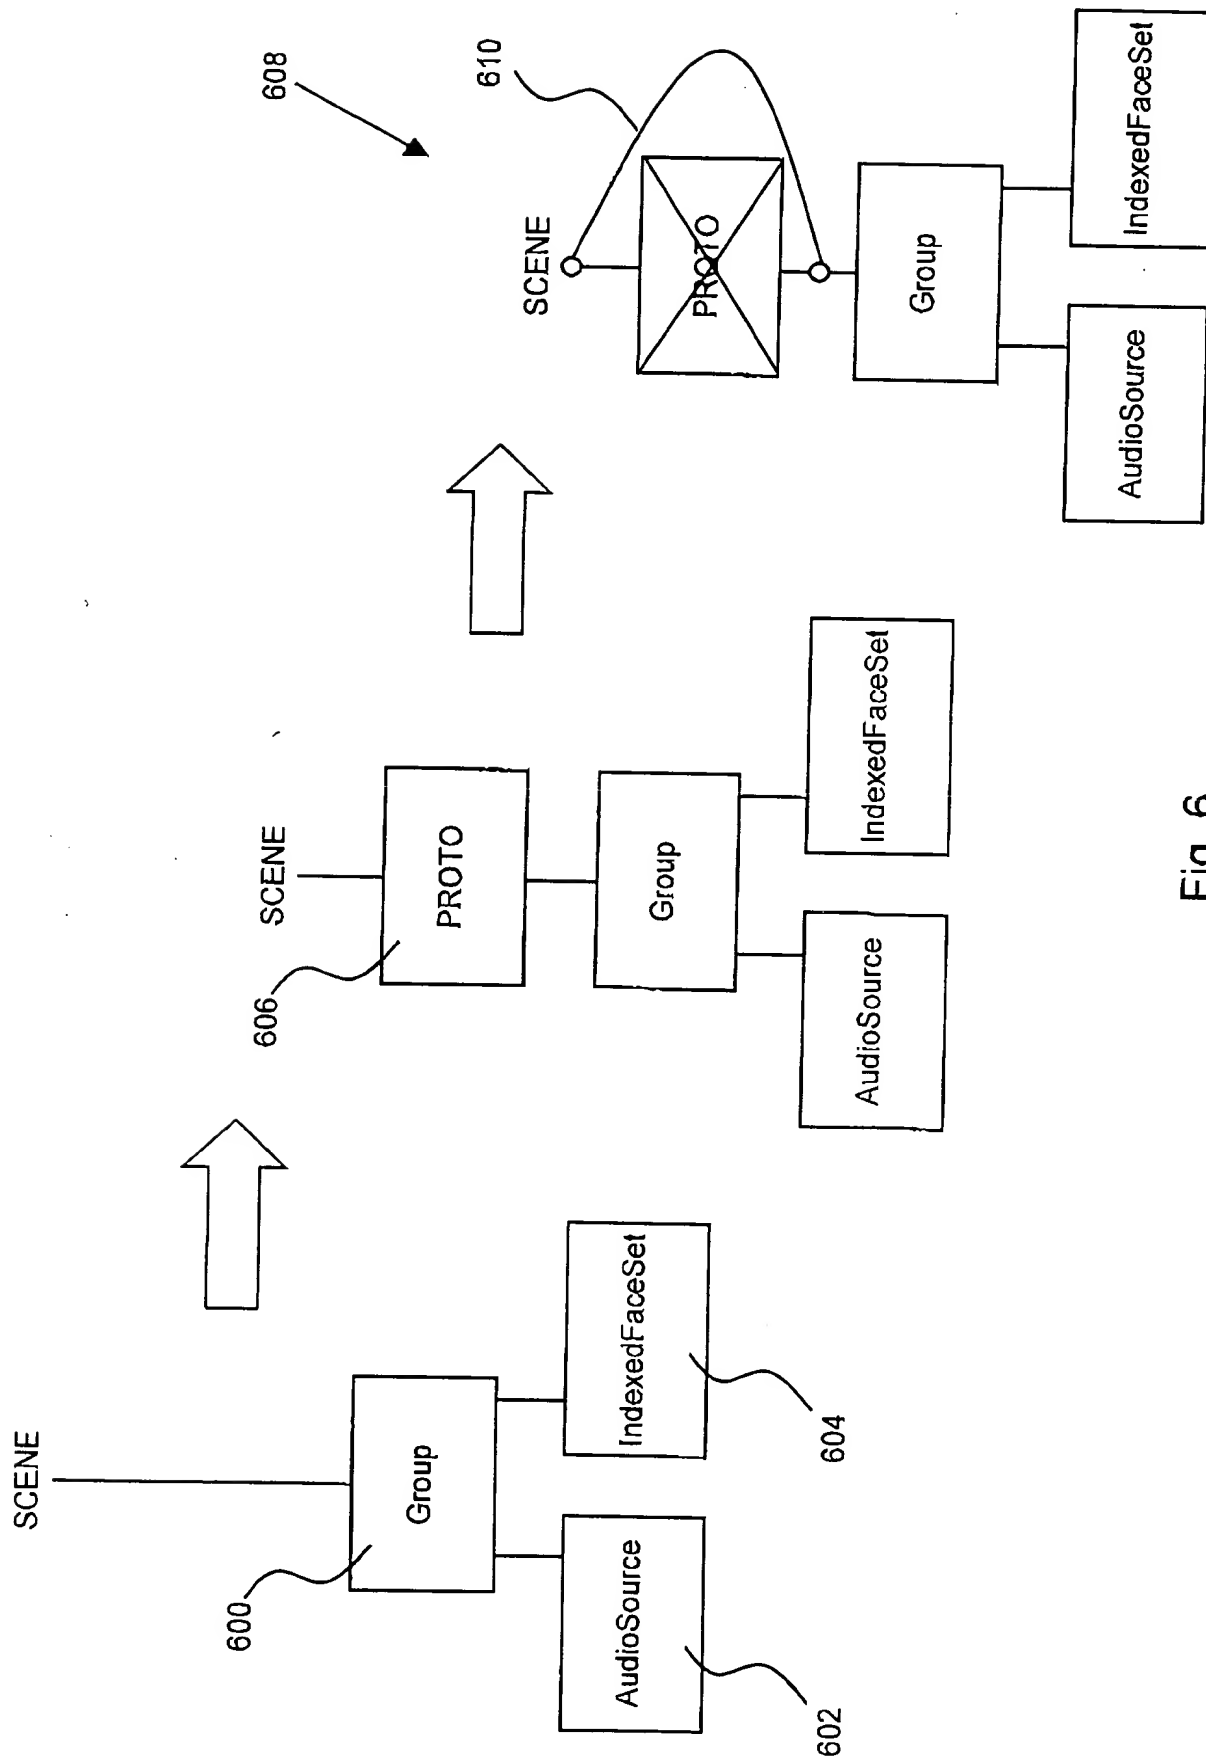 SCENE
600
Group
AudioSource
IndexedFaceSet
602
604
SCENE
606
PROTO
Group
AudioSource
IndexedFaceSet
608
SCENE
610
PROTO
Group
AudioSource
IndexedFaceSet
Fig. 6